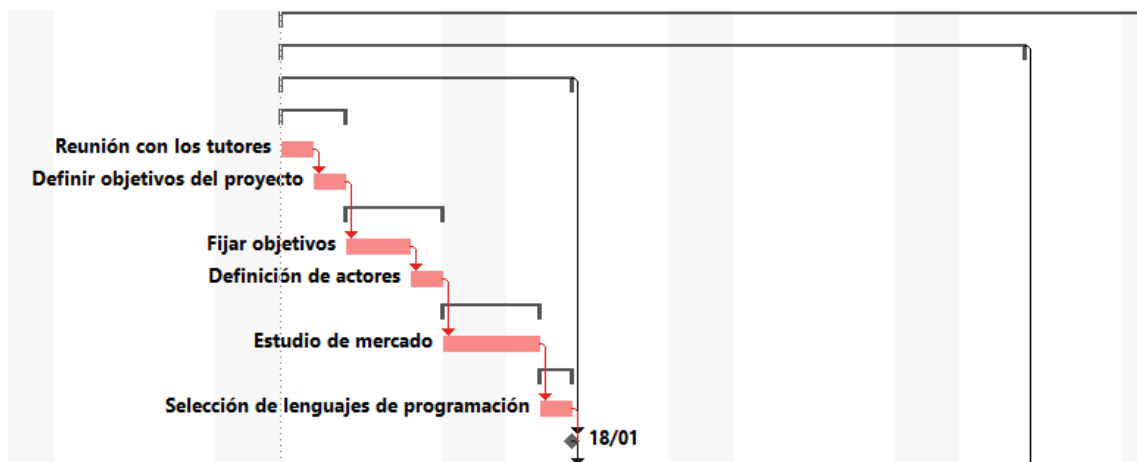 Reunión con los tutores
Definir objetivos del proyecto
Fijar objetivos
Definición de actores
Estudio de mercado
Selección de lenguajes de programación
18/01